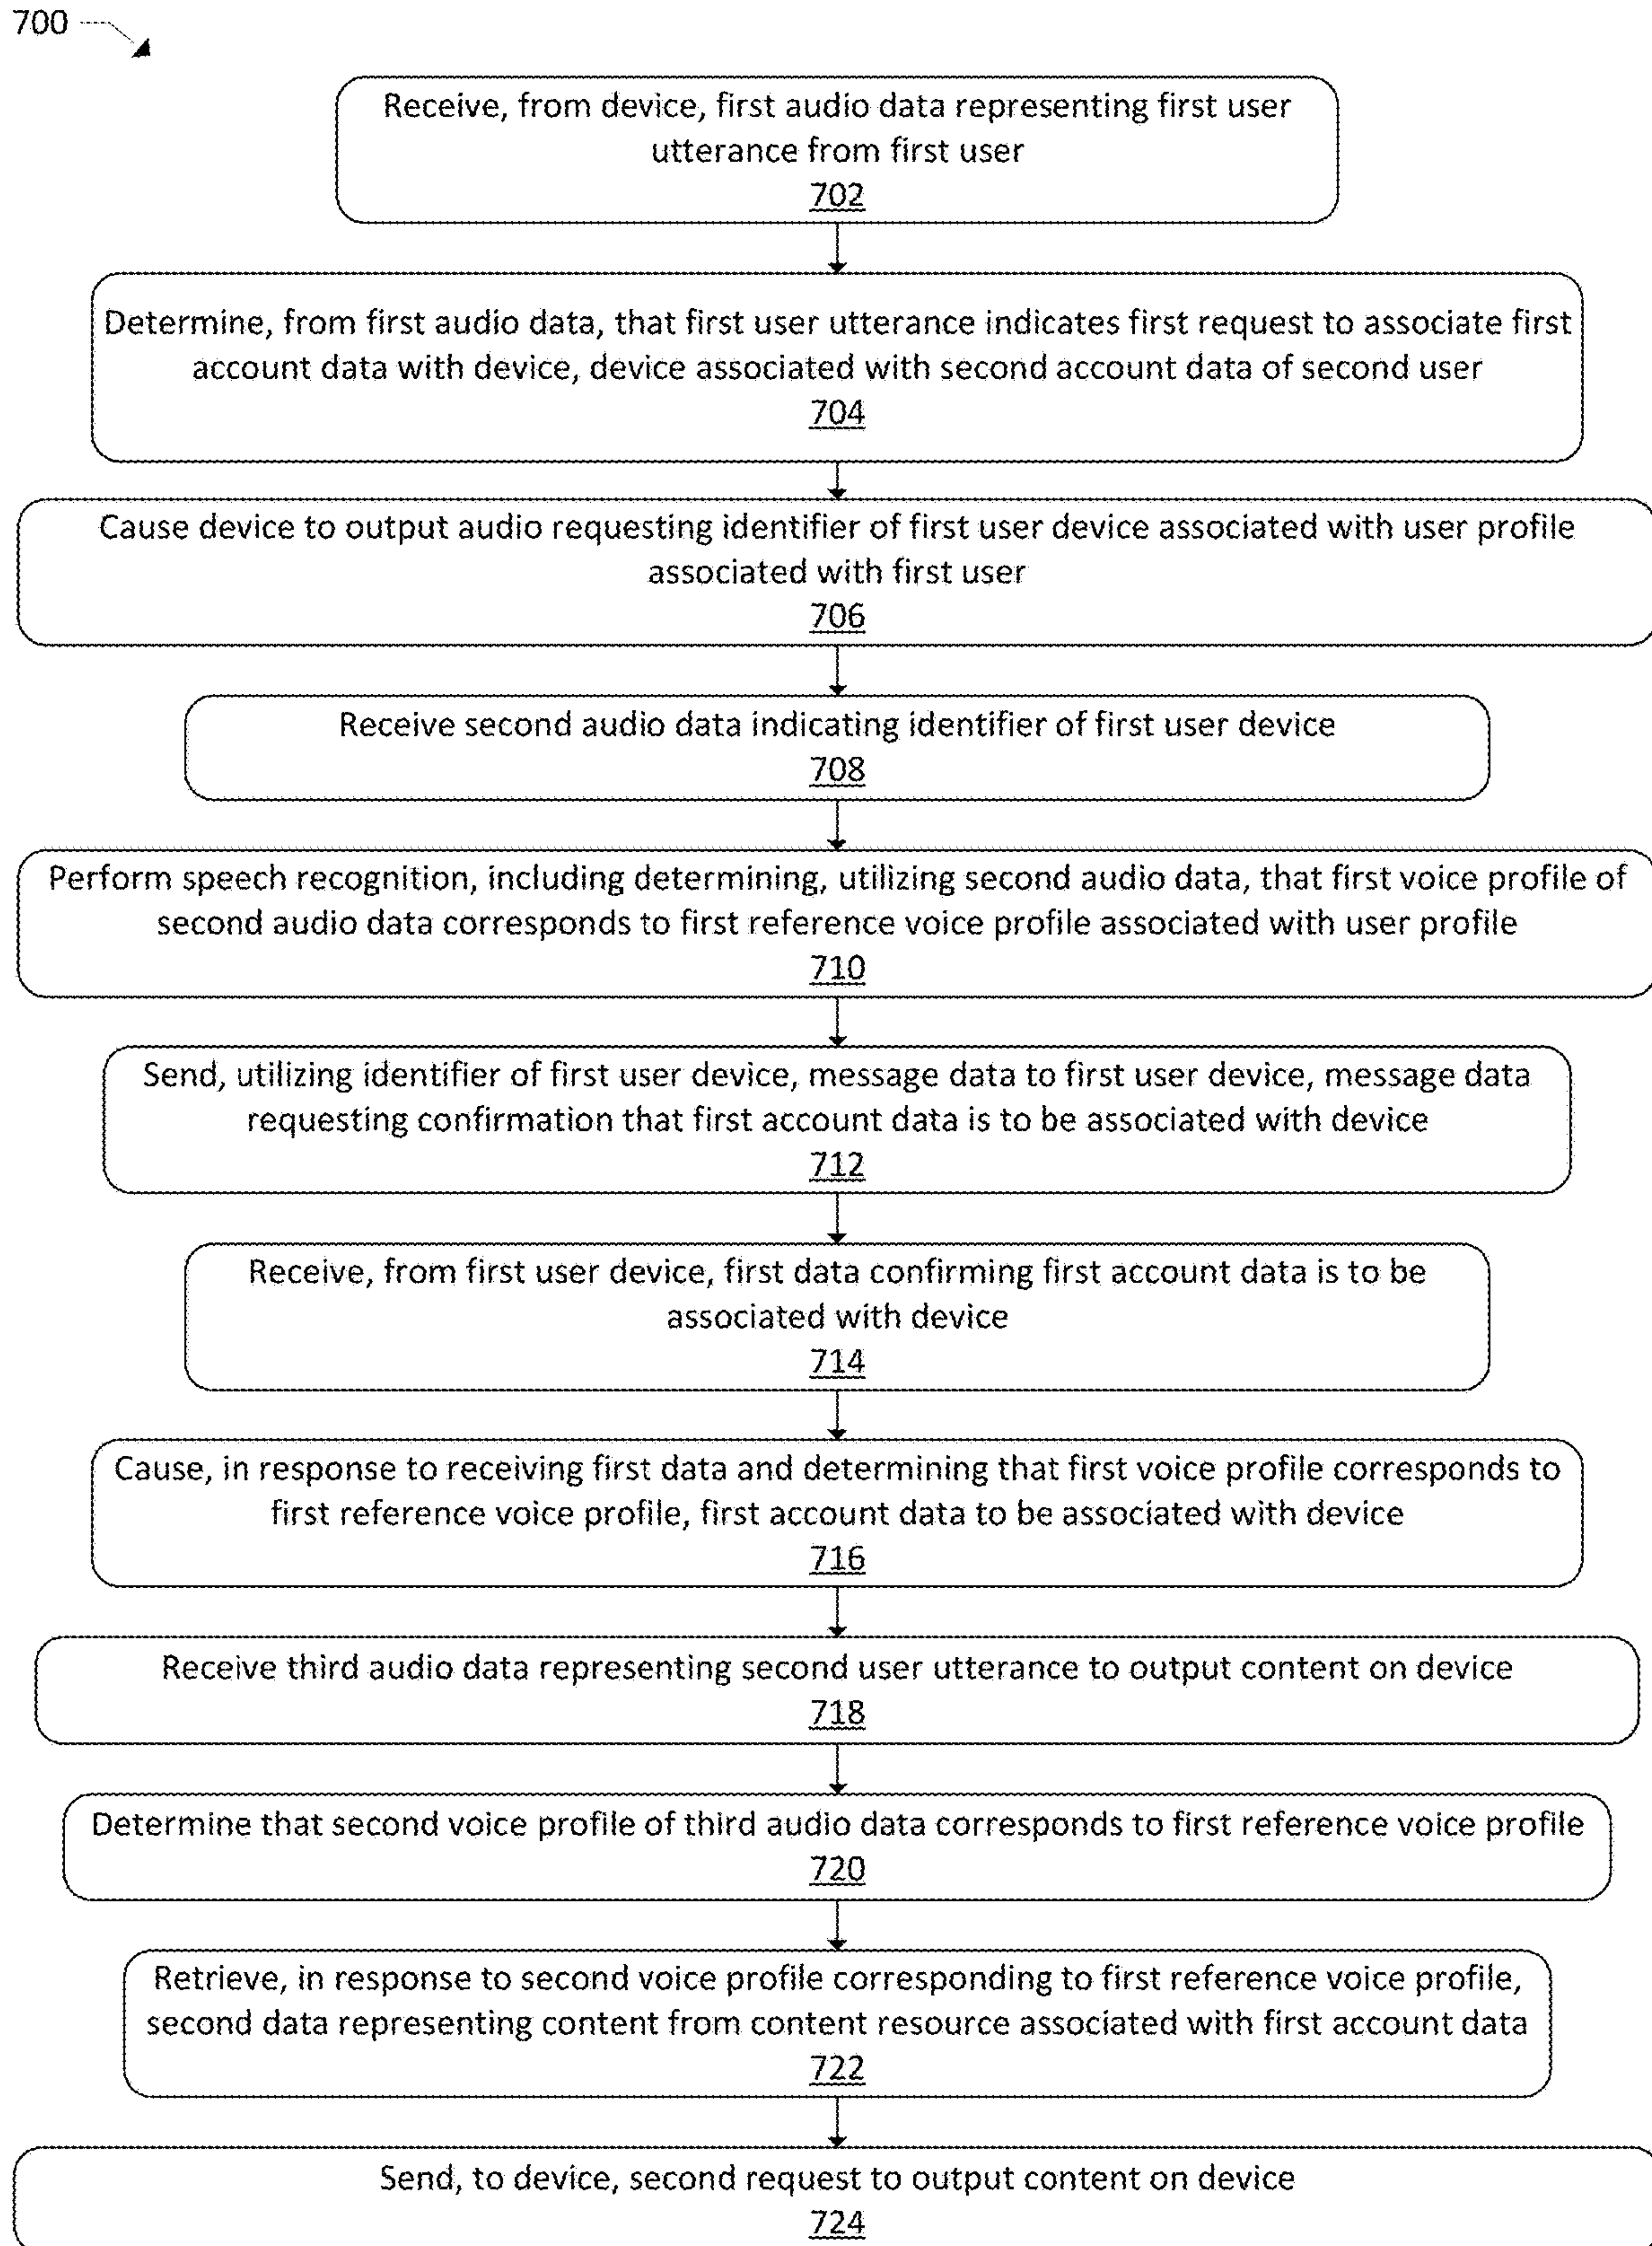 700
Receive, from device, first audio data representing first user
utterance from first user
702
Determine, from first audio data, that first user utterance indicates first request to associate first
account data with device, device associated with second account data of second user
704
Cause device to output audio requesting identifier of first user device associated with user profile
associated with first user
706
Receive second audio data indicating identifier of first user device
708
Perform speech recognition, including determining, utilizing second audio data, that first voice profile of
second audio data corresponds to first reference voice profile associated with user profile
710
Send, utilizing identifier of first user device, message data to first user device, message data
requesting confirmation that first account data is to be associated with device
712
Receive, from first user device, first data confirming first account data is to be
associated with device
714
Cause, in response to receiving first data and determining that first voice profile corresponds to
first reference voice profile, first account data to be associated with device
716
Receive third audio data representing second user utterance to output content on device
718
Determine that second voice profile of third audio data corresponds to first reference voice profile
720
Retrieve, in response to second voice profile corresponding to first reference voice profile,
second data representing content from content resource associated with first account data
722
Send, to device, second request to output content on device
724